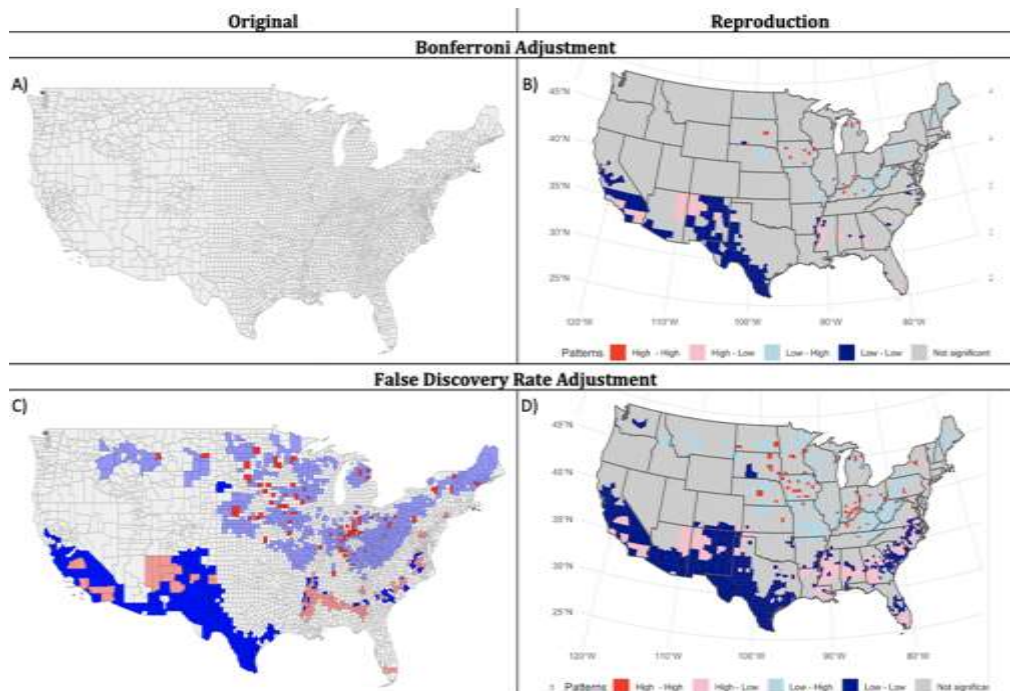 Original Reproduction
Bonferroni Adjustment
A) B)
45°N
40°N
35°N
30°N
25°N
120°W 110°W 100°W 90°W 80°W
Patterns High - High High - Low Low - High Low - Low Not significant
False Discovery Rate Adjustment
C) D)
45°N
40°N
35°N
30°N
25°N
120°W 110°W 100°W 90°W 80°W
Patterns High - High High - Low Low - High Low - Low Not significar